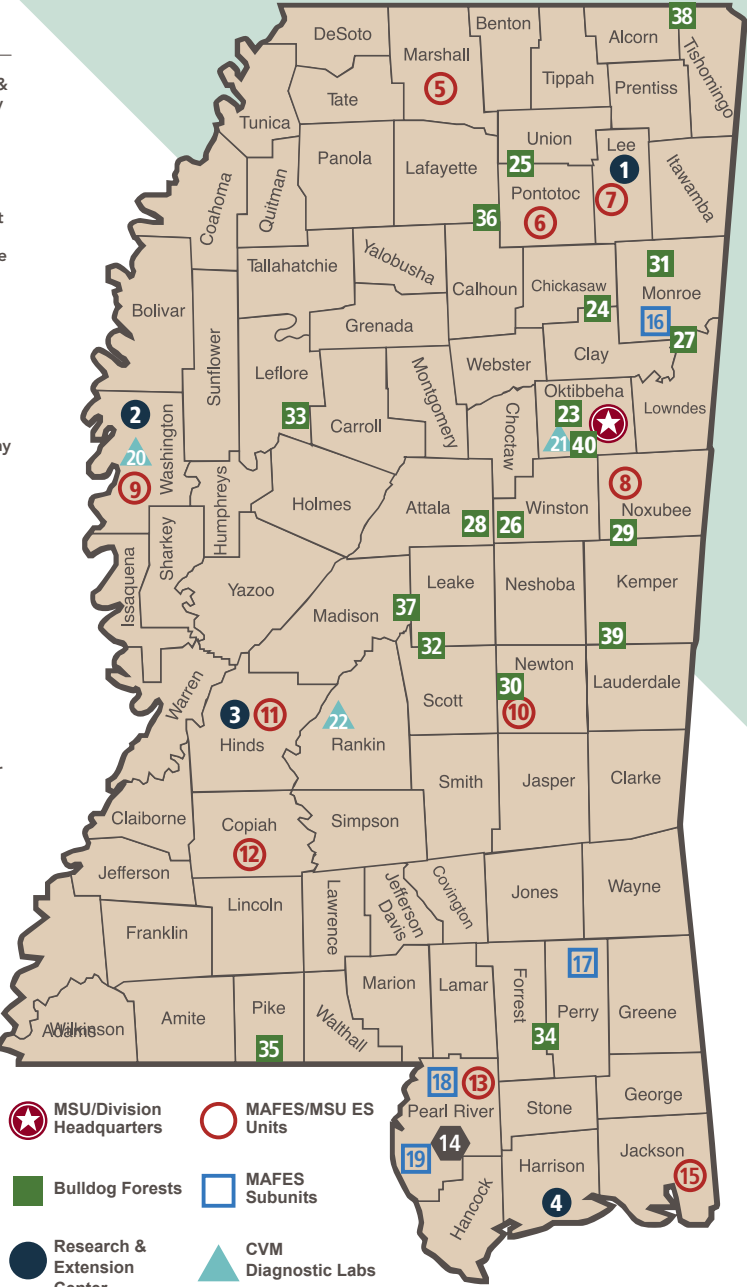 &
y
t
e
ay
r
DeSoto
Benton
Alcorn
38
Tishomingo
Marshall
5
Tippah
Prentiss
Tate
Tunica
Union
Lee
Panola
Lafayette
25
1
Coahoma
Quitman
Pontotoc
7
Itawamba
36
6
Tallahatchie
Yalobusha
31
Bolivar
Calhoun
Chickasaw
Monroe
24
16
Sunflower
Grenada
27
Leflore
Webster
Clay
Montgomery
Oktibbeha
2
33
Carroll
Choctaw
23
Lowndes
Washington
20
21
40
9
Humphreys
Holmes
8
Attala
28
26
Winston
Noxubee
29
Issaquena
Sharkey
Yazoo
Leake
Neshoba
Kemper
Madison
37
32
39
Newton
Warren
30
Lauderdale
Scott
3
11
22
10
Hinds
Rankin
Smith
Jasper
Clarke
Claiborne
Copiah
Simpson
12
Jefferson
Lawrence
Jefferson
Davis
Covington
Jones
Wayne
Lincoln
Franklin
17
Marion
Lamar
Forrest
Adams
Wilkinson
Amite
Pike
Walthall
Perry
Greene
35
34
18
13
George
Pearl River
Stone
14
19
Harrison
Jackson
15
Hancock
4
MSU/Division
Headquarters
MAFES/MSU ES
Units
Bulldog Forests
MAFES
Subunits
Research &
Extension
Center
CVM
Diagnostic Labs